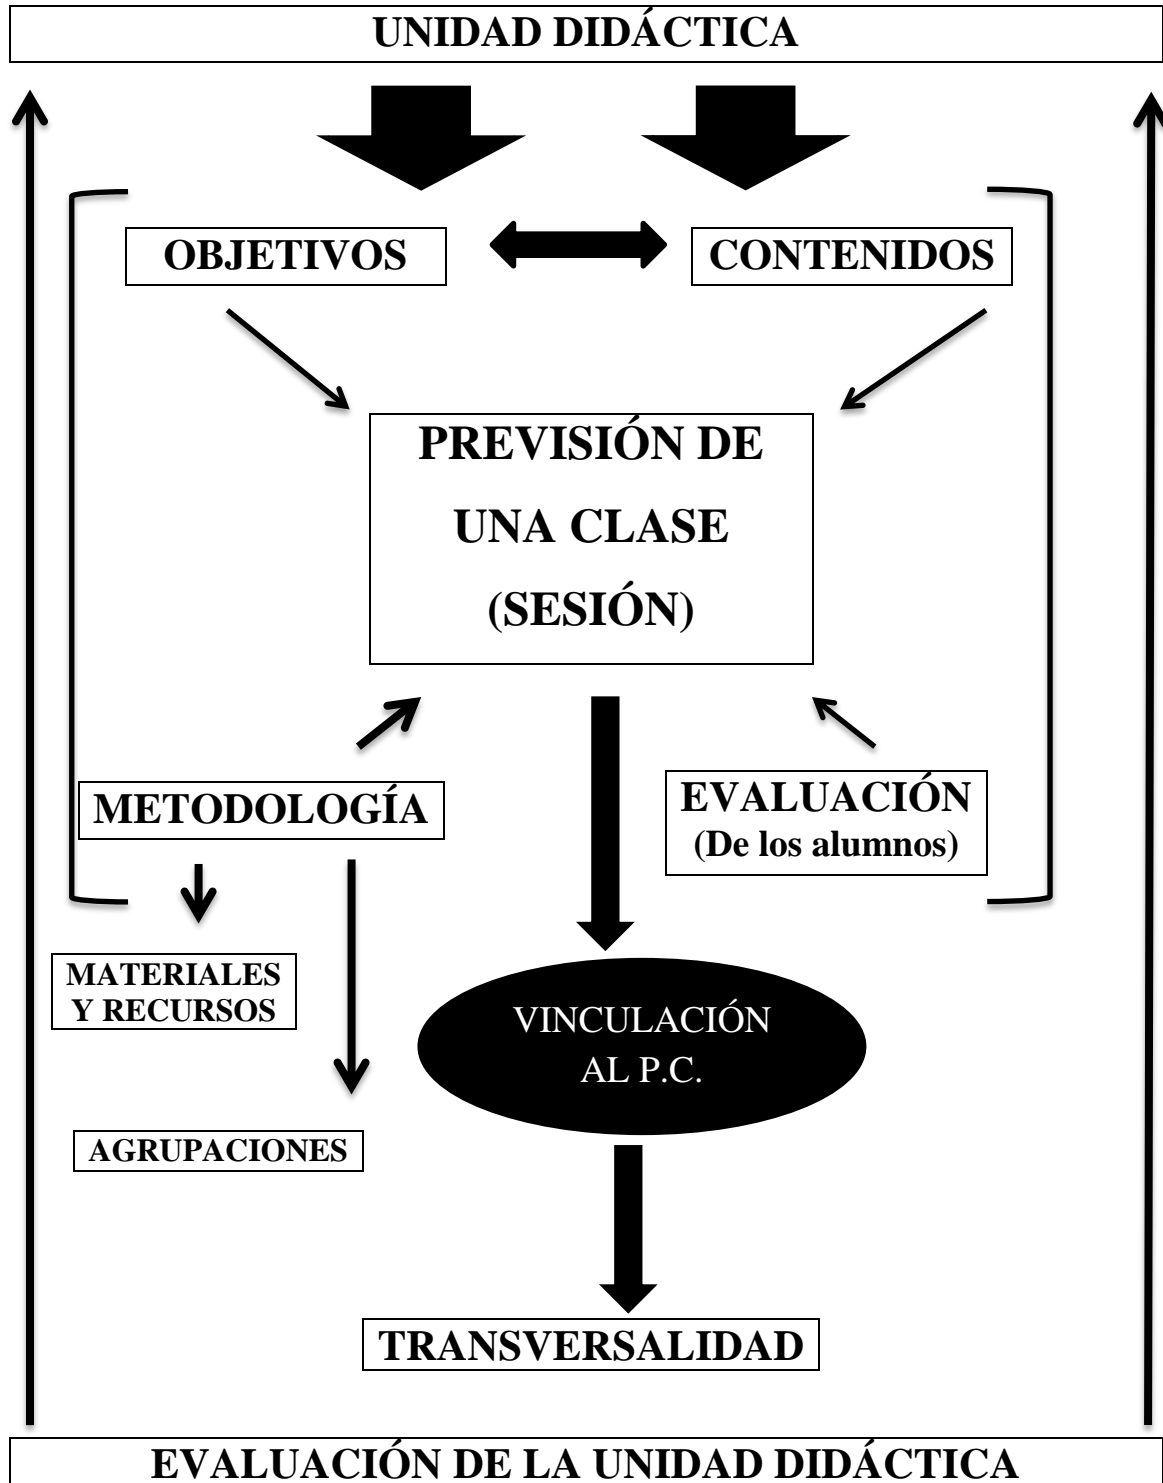 UNIDAD DIDÁCTICA
OBJETIVOS
CONTENIDOS
PREVISIÓN DE
UNA CLASE
(SESIÓN)
METODOLOGÍA
EVALUACIÓN
(De los alumnos)
MATERIALES
Y RECURSOS
VINCULACIÓN
AL P.C.
AGRUPACIONES
TRANSVERSALIDAD
EVALUACIÓN DE LA UNIDAD DIDÁCTICA